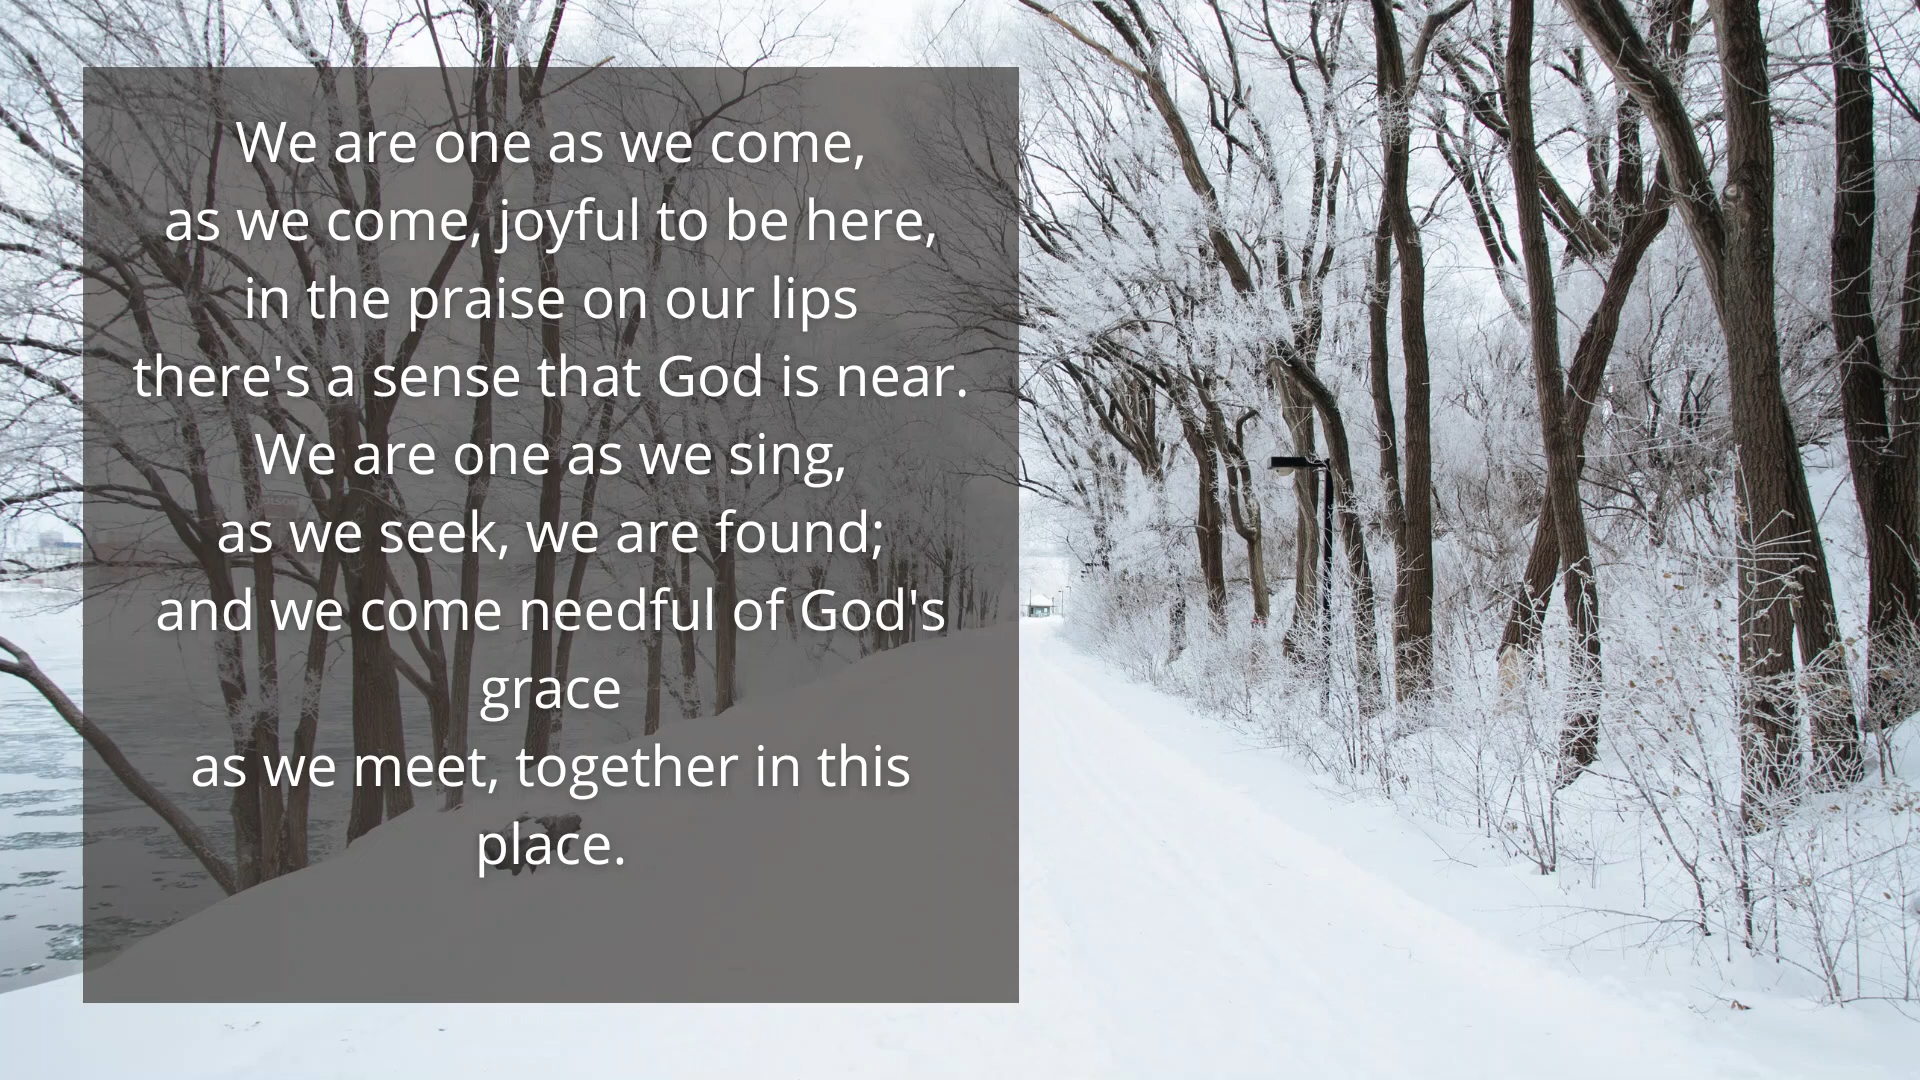 We are one as we come,
as we come, joyful to be here,
in the praise on our lips
there's a sense that God is near.
We are one as we sing,
as we seek, we are found;
and we come needful of God's
grace
as we meet, together in this
place.